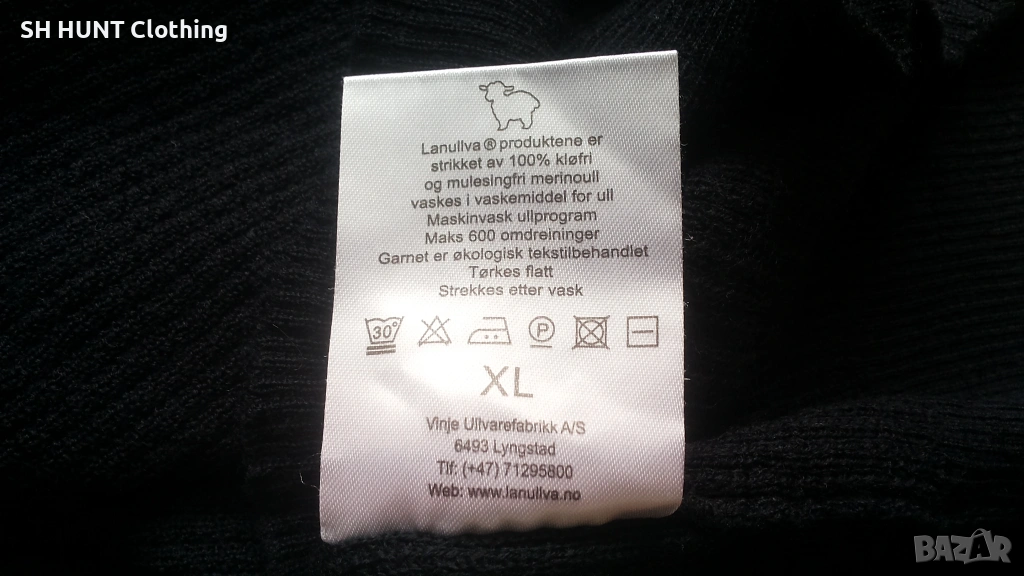 SH HUNT Clothing
Lanullva ® produktene er
strikket av 100% kløfri
og mulesingfri merinoull
vaskes i vaskemiddel for ull
Maskinvask ullprogram
Maks 600 omdreininger
Garnet er økologisk tekstilbehandlet
Tørkes flatt
Strekkes etter vask
30°
P
XL
Vinje Ullvarefabrikk A/S
6493 Lyngstad
Tlf: (+47) 71295800
Web: www.lanullva.no
BAZAR